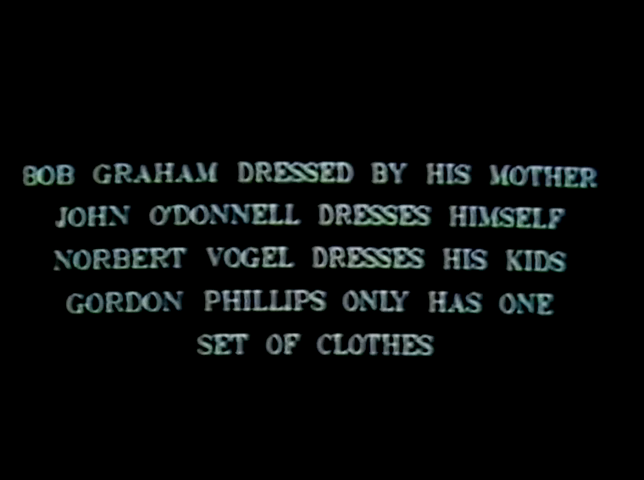 BOB GRAHAM DRESSED BY HIS MOTHER
JOHN O'DONNELL DRESSES HIMSELF
NORBERT VOGEL DRESSES HIS KIDS
GORDON PHILLIPS ONLY HAS ONE
SET OF CLOTHES